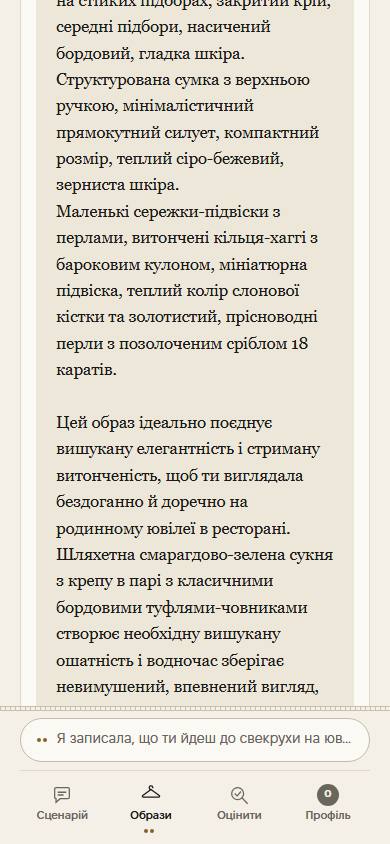 на стійких підборах, закритий крій,
середні підбори, насичений
бордовий, гладка шкіра.
Структурована сумка з верхньою
ручкою, мінімалістичний
прямокутний силует, компактний
розмір, теплий сіро-бежевий,
зерниста шкіра.
Маленькі сережки-підвіски з
перлами, витончені кільця-хаггі з
бароковим кулоном, мініатюрна
підвіска, теплий колір слонової
кістки та золотистий, прісноводні
перли з позолоченим сріблом 18
каратів.
Цей образ ідеально поєднує
вишукану елегантність і стриману
витонченість, щоб ти виглядала
бездоганно й доречно на
родинному ювілеї в ресторані.
Шляхетна смарагдово-зелена сукня
з крепу в парі з класичними
бордовими туфлями-човниками
створює необхідну вишукану
ошатність і водночас зберігає
невимушений, впевнений вигляд,
Я записала, що ти йдеш до свекрухи на юв...
Сценарій
Образи
Оцінити
0
Профіль